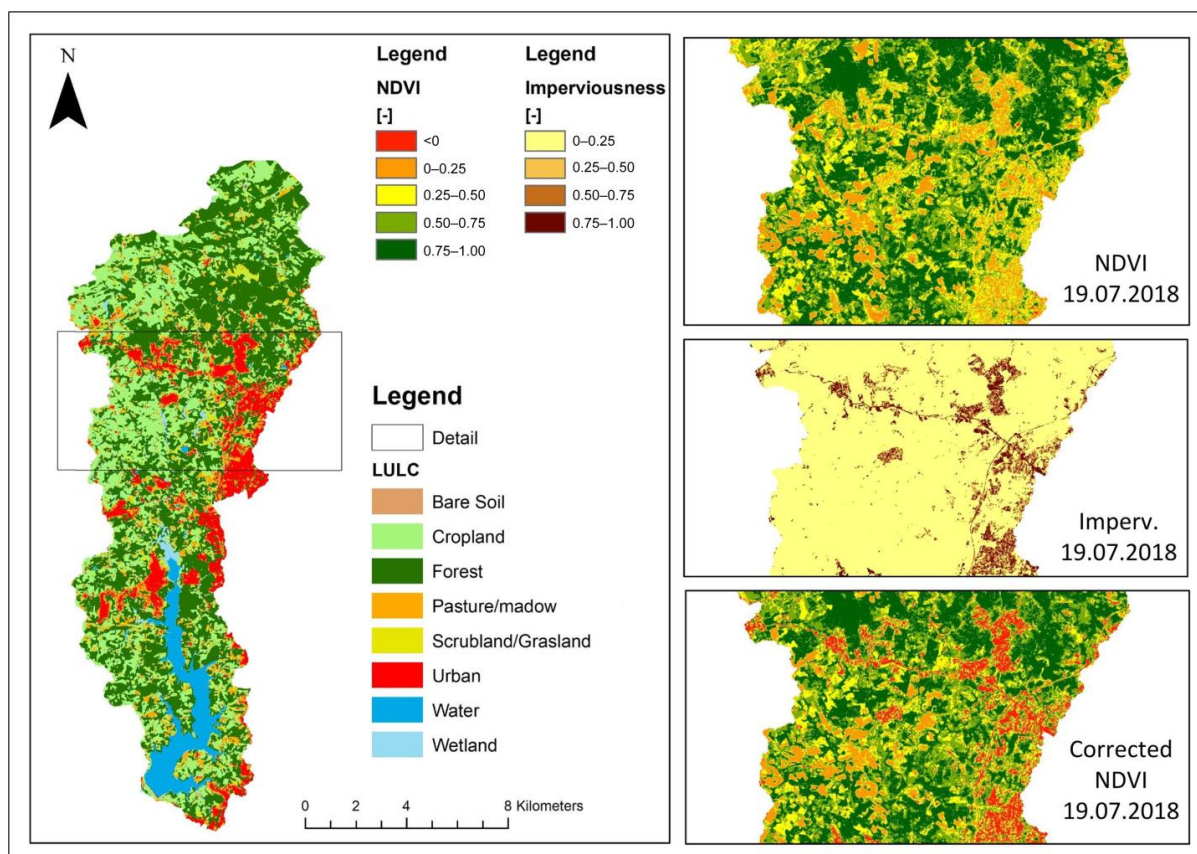 N
Legend
NDVI
[-]
<0
0–0.25
0.25–0.50
0.50–0.75
0.75–1.00
Legend
Imperviousness
[-]
0–0.25
0.25–0.50
0.50–0.75
0.75–1.00
Legend
Detail
LULC
Bare Soil
Cropland
Forest
Pasture/madow
Scrubland/Grasland
Urban
Water
Wetland
0 2 4 8 Kilometers
NDVI
19.07.2018
Imperv.
19.07.2018
Corrected
NDVI
19.07.2018